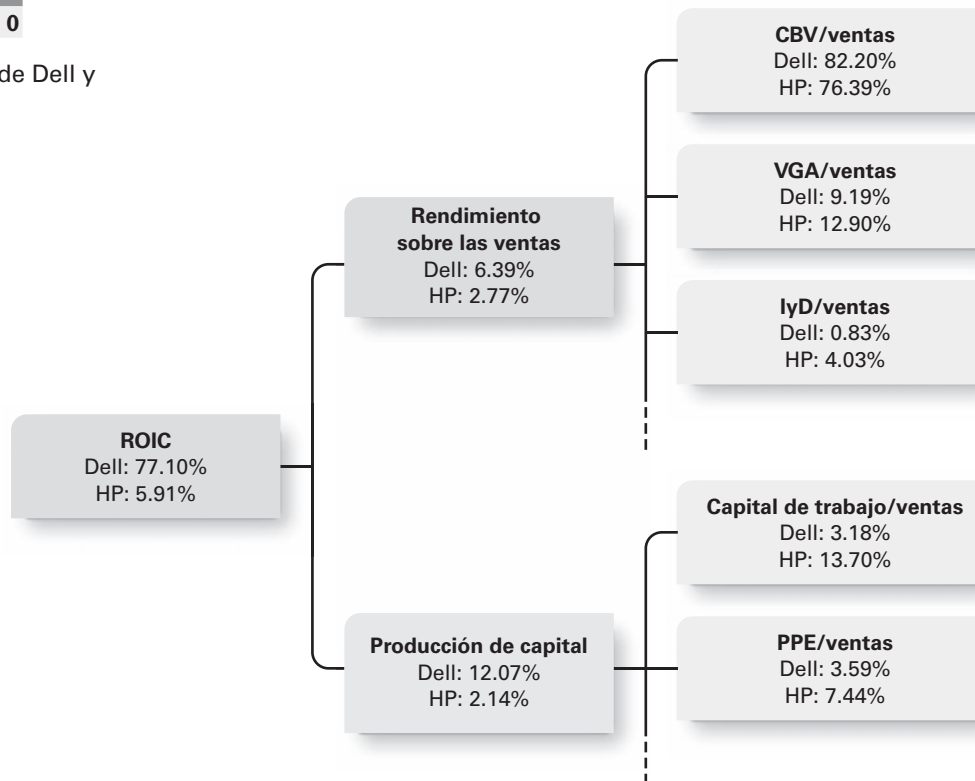 0
de Dell y
CBV/ventas
Dell: 82.20%
HP: 76.39%
VGA/ventas
Dell: 9.19%
HP: 12.90%
Rendimiento
sobre las ventas
Dell: 6.39%
HP: 2.77%
IyD/ventas
Dell: 0.83%
HP: 4.03%
ROIC
Dell: 77.10%
HP: 5.91%
Capital de trabajo/ventas
Dell: 3.18%
HP: 13.70%
Producción de capital
Dell: 12.07%
HP: 2.14%
PPE/ventas
Dell: 3.59%
HP: 7.44%